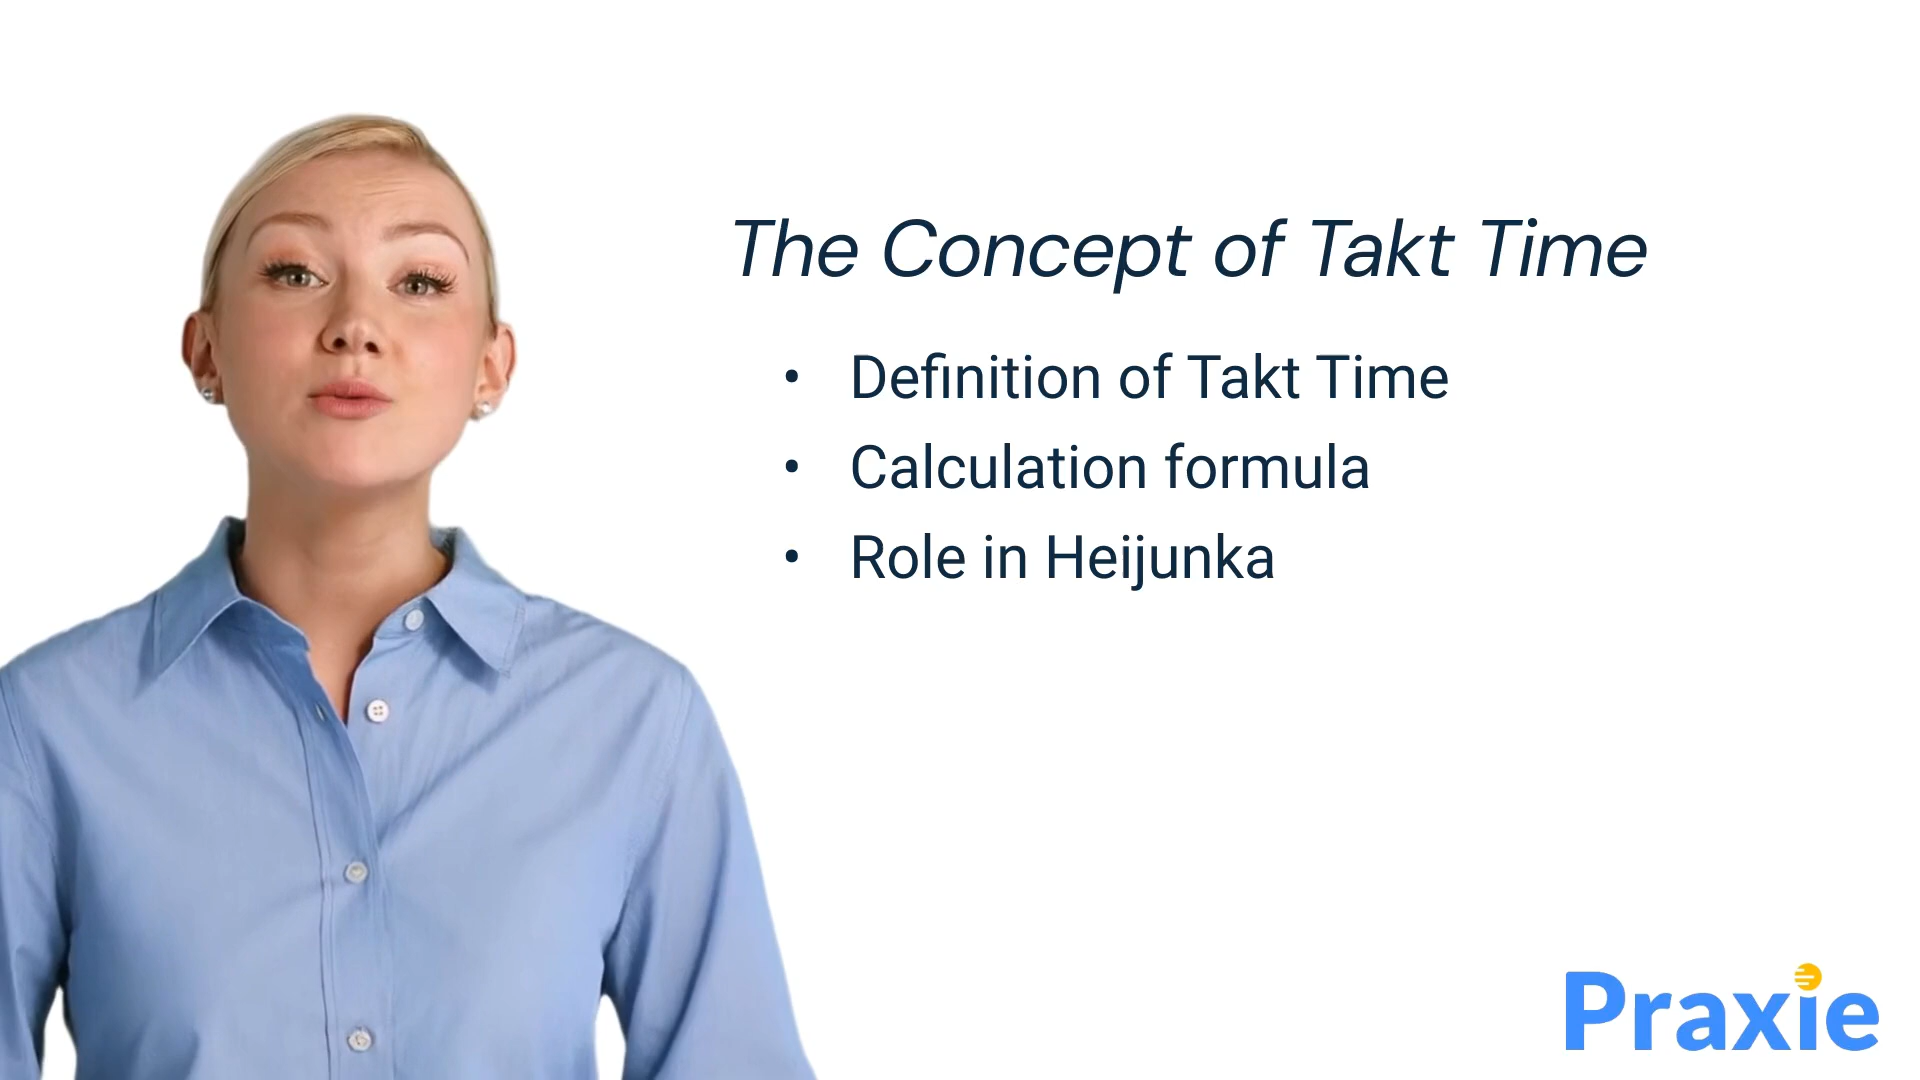 The Concept of Takt Time
• Definition of Takt Time
• Calculation formula
• Role in Heijunka
Praxie